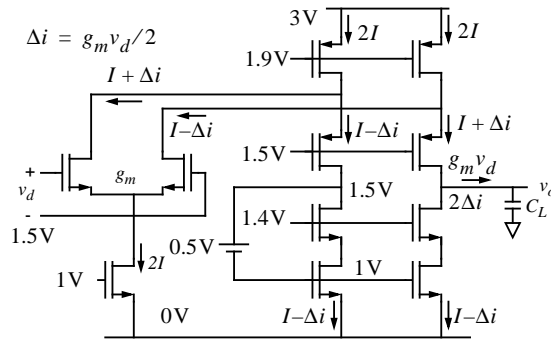 3V
Δi = g_m v_d/2
2I
2I
1.9V
I + Δi
I–Δi
I–Δi
I + Δi
1.5V
g_m v_d
+
v_d
-
g_m
1.5V
v_o
2Δi
C_L
1.4V
1.5V
0.5V
1V
2I
1V
0V
I–Δi
I–Δi